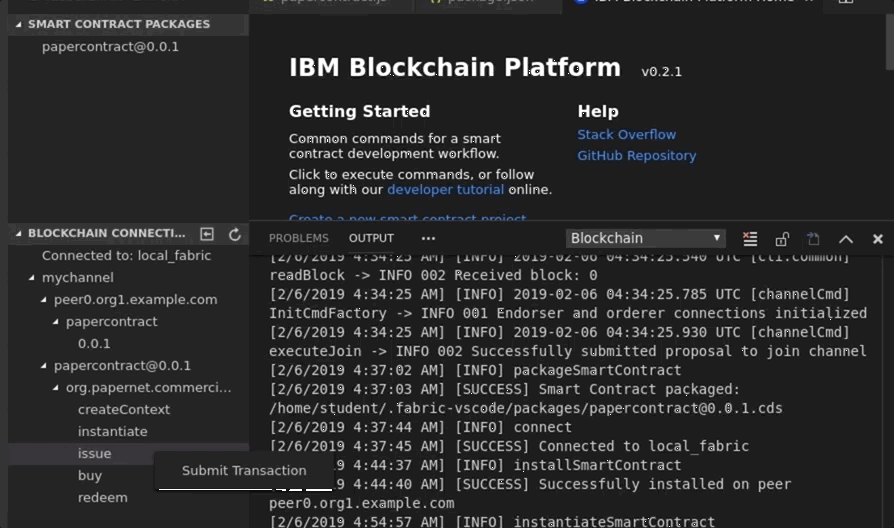 SMART CONTRACT PACKAGES
papercontract@0.0.1
IBM Blockchain Platform v0.2.1
Getting Started
Common commands for a smart
contract development workflow.
Click to execute commands, or follow
along with our developer tutorial online.
Create a new smart contract project
Help
Stack Overflow
GitHub Repository
BLOCKCHAIN CONNECTI...
Connected to: local_fabric
mychannel
peer0.org1.example.com
papercontract
0.0.1
papercontract@0.0.1
org.papernet.commerci...
createContext
instantiate
issue
buy
redeem
Submit Transaction
PROBLEMS OUTPUT ...
Blockchain
[2/6/2019 4:34:25 AM] [INFO] 2019-02-06 04:34:25.540 UTC [cli.common]
readBlock -> INFO 002 Received block: 0
[2/6/2019 4:34:25 AM] [INFO] 2019-02-06 04:34:25.785 UTC [channelCmd]
InitCmdFactory -> INFO 001 Endorser and orderer connections initialized
[2/6/2019 4:34:25 AM] [INFO] 2019-02-06 04:34:25.930 UTC [channelCmd]
executeJoin -> INFO 002 Successfully submitted proposal to join channel
[2/6/2019 4:37:02 AM] [INFO] packageSmartContract
[2/6/2019 4:37:03 AM] [SUCCESS] Smart Contract packaged:
/home/student/.fabric-vscode/packages/papercontract@0.0.1.cds
[2/6/2019 4:37:44 AM] [INFO] connect
[2/6/2019 4:37:45 AM] [SUCCESS] Connected to local_fabric
9 4:44:37 AM] [INFO] installSmartContract
9 4:44:40 AM] [SUCCESS] Successfully installed on peer
peer0.org1.example.com
[2/6/2019 4:54:57 AM] [INFO] instantiateSmartContract